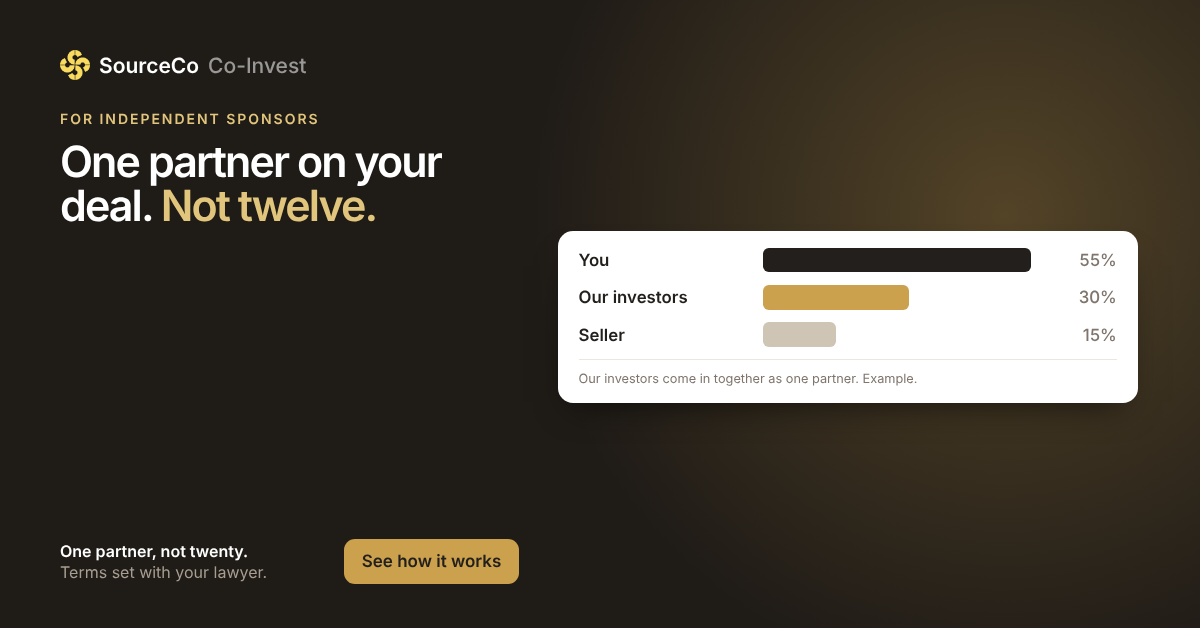 SourceCo Co-Invest
FOR INDEPENDENT SPONSORS
One partner on your
deal. Not twelve.
You 55%
Our investors 30%
Seller 15%
Our investors come in together as one partner. Example.
One partner, not twenty.
Terms set with your lawyer.
See how it works